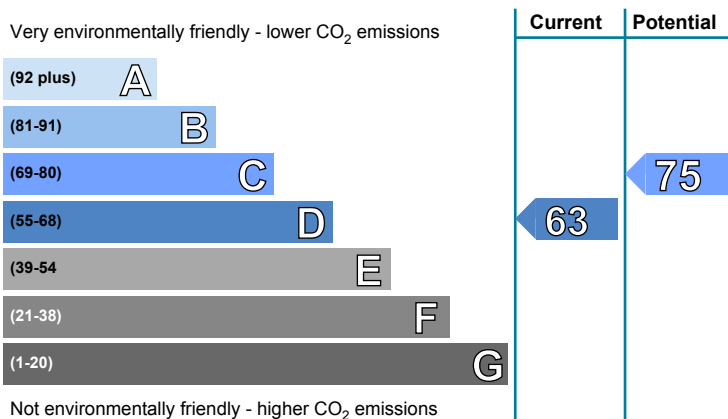 Current Potential
Very environmentally friendly - lower CO2 emissions
(92 plus) A
(81-91) B
(69-80) C 75
(55-68) D 63
(39-54 E
(21-38) F
(1-20) G
Not environmentally friendly - higher CO2 emissions